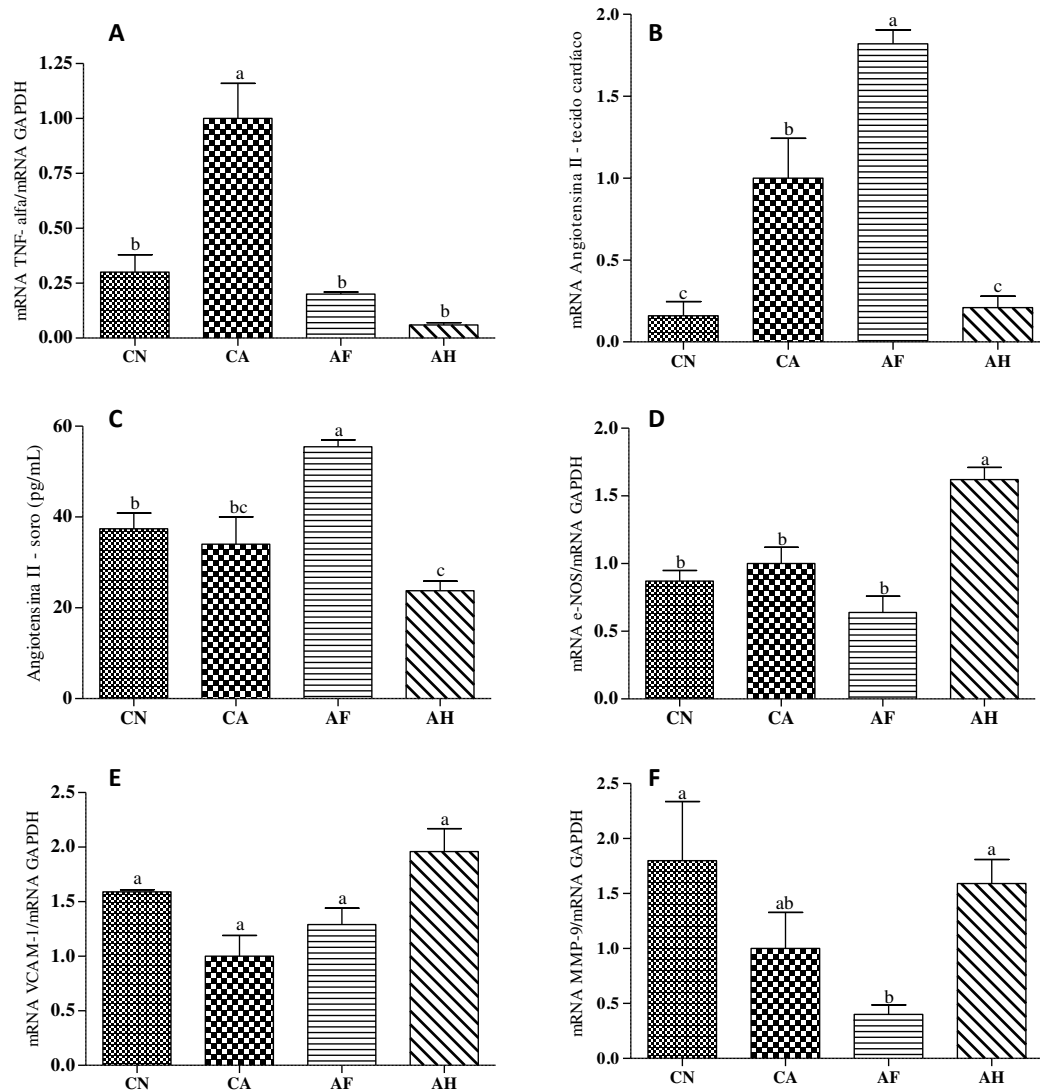 A
mRNA TNF- alfa/mRNA GAPDH
1.25
1.00
0.75
0.50
0.25
0.00
b
a
b
b
CN CA AF AH
B
mRNA Angiotensina II - tecido cardíaco
2.0
1.5
1.0
0.5
0.0
c
b
a
c
CN CA AF AH
C
Angiotensina II - soro (pg/mL)
60
40
20
0
b
bc
a
c
CN CA AF AH
D
mRNA e-NOS/mRNA GAPDH
2.0
1.5
1.0
0.5
0.0
b
b
b
a
CN CA AF AH
E
mRNA VCAM-1/mRNA GAPDH
2.5
2.0
1.5
1.0
0.5
0.0
a
a
a
a
CN CA AF AH
F
mRNA MMP-9/mRNA GAPDH
2.5
2.0
1.5
1.0
0.5
0.0
a
ab
b
a
CN CA AF AH